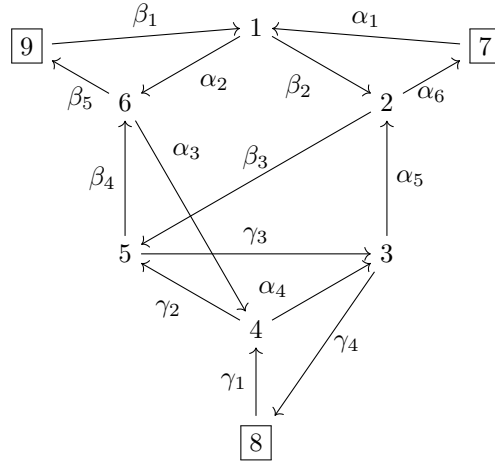 β₁ 1 α₁
9 7
α₂ β₂
β₅ 6 2 α₆
α₃ β₃
β₄ α₅
5 γ₃ 3
γ₂ α₄
4 γ₄
γ₁
8